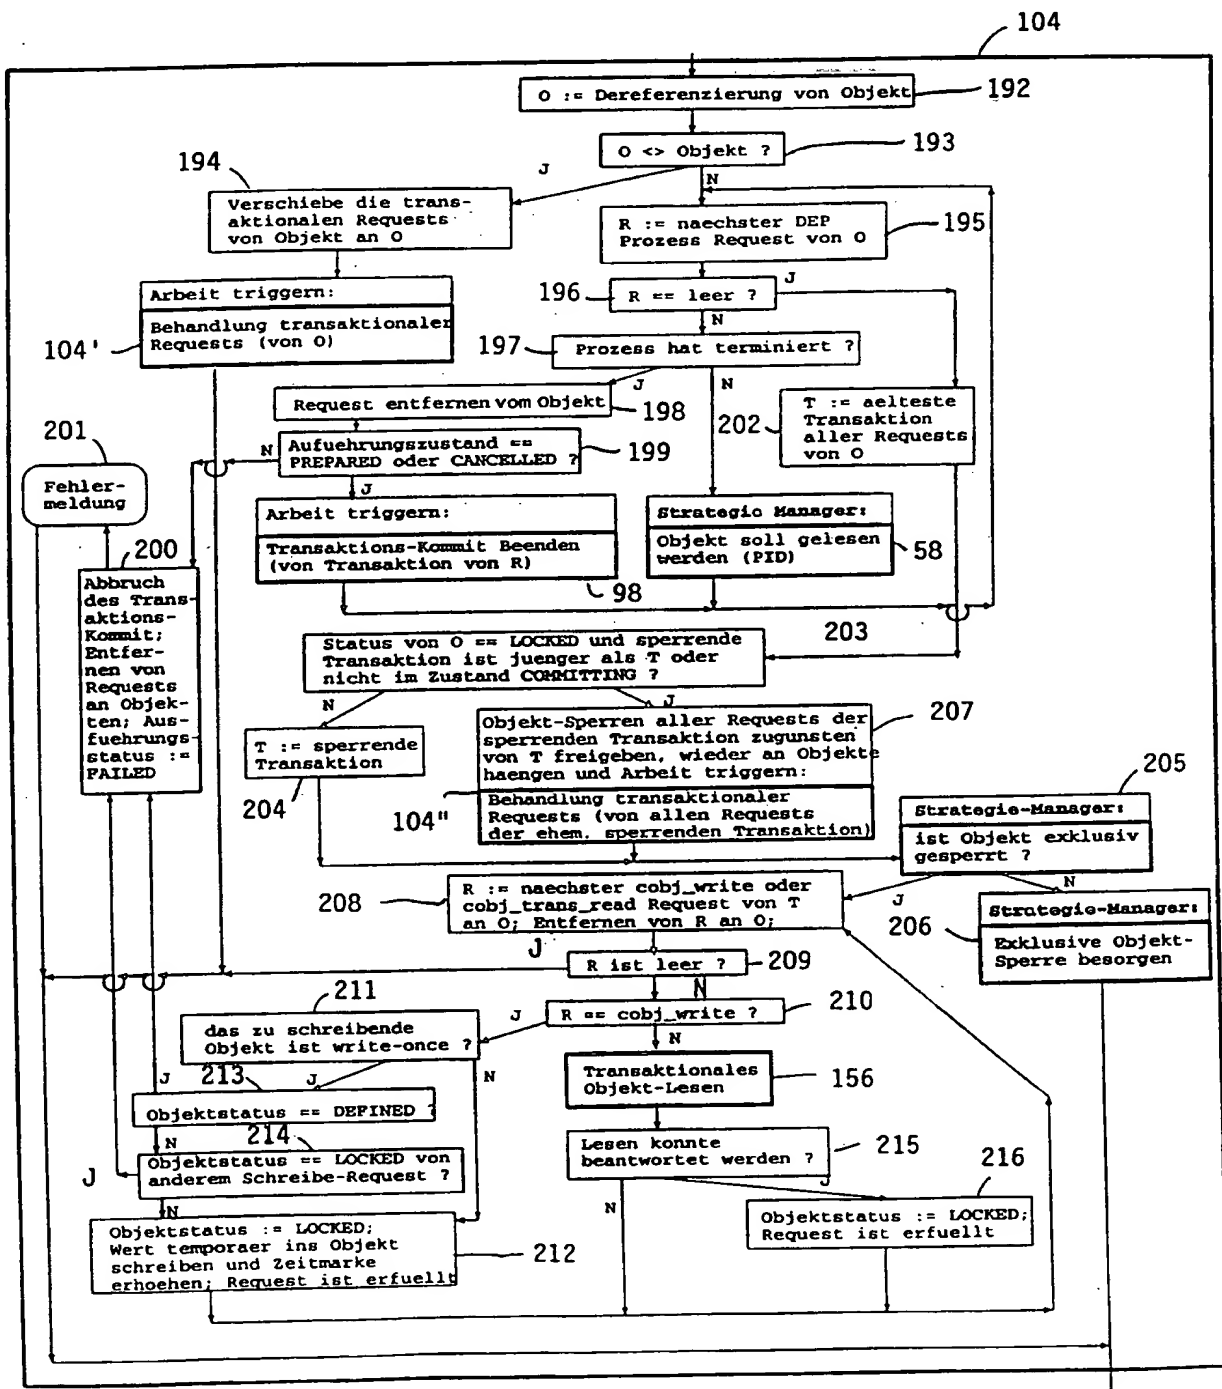 104
O := Dereferenzierung von Objekt
192
O <> Objekt ?
193
194
J
N
Verschiebe die trans-
aktionalen Requests
von Objekt an O
R := naechster DEP
Prozess Request von O
195
Arbeit triggern:
Behandlung transaktionaler
Requests (von O)
104'
196
R == leer ?
J
N
197
Prozess hat terminiert ?
J
N
Request entfernen vom Objekt
198
T := aelteste
Transaktion
aller Requests
von O
202
201
Fehler-
meldung
N
Aufuehrungszustand ==
PREPARED oder CANCELLED ?
199
J
Arbeit triggern:
Transaktions-Kommit Beenden
(von Transaktion von R)
98
Strategie Manager:
Objekt soll gelesen
werden (PID)
58
200
Abbruch
des Trans-
aktions-
Kommit;
Entfer-
nen von
Requests
an Objek-
ten; Aus-
fuehrungs-
status :=
FAILED
Status von O == LOCKED und sperrende
Transaktion ist juenger als T oder
nicht im Zustand COMMITTING ?
203
N
J
T := sperrende
Transaktion
204
Objekt-Sperren aller Requests der
sperrenden Transaktion zugunsten
von T freigeben, wieder an Objekte
haengen und Arbeit triggern:
207
Behandlung transaktionaler
Requests (von allen Requests
der ehem. sperrenden Transaktion)
104"
205
Strategie-Manager:
ist Objekt exklusiv
gesperrt ?
J
N
208
R := naechster cobj_write oder
cobj_trans_read Request von T
an O; Entfernen von R an O;
206
Strategie-Manager:
Exklusive Objekt-
Sperre besorgen
J
R ist leer ?
209
N
211
R == cobj_write ?
210
J
N
das zu schreibende
Objekt ist write-once ?
J
N
Transaktionales
Objekt-Lesen
156
213
J
Objektstatus == DEFINED ?
N
214
Objektstatus == LOCKED von
anderem Schreibe-Request ?
J
N
Lesen konnte
beantwortet werden ?
215
J
N
216
Objektstatus := LOCKED;
Wert temporaer ins Objekt
schreiben und Zeitmarke
erhoehen; Request ist erfuellt
212
Objektstatus := LOCKED;
Request ist erfuellt